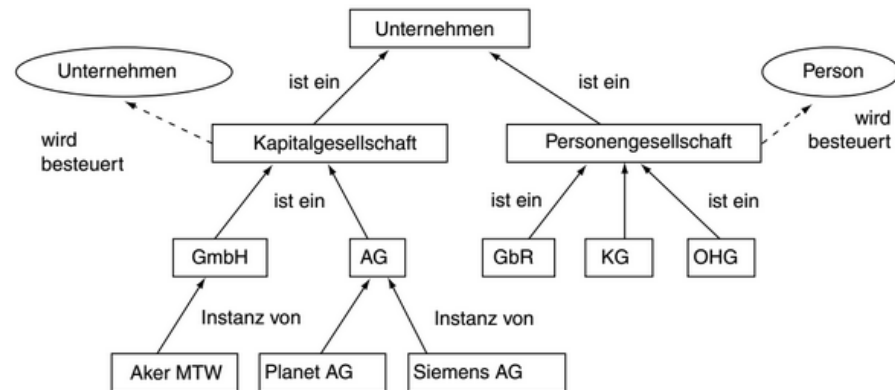 Unternehmen
Unternehmen
Person
ist ein
ist ein
wird
besteuert
Kapitalgesellschaft
Personengesellschaft
wird
besteuert
ist ein
ist ein
ist ein
GmbH
AG
GbR
KG
OHG
Instanz von
Instanz von
Aker MTW
Planet AG
Siemens AG